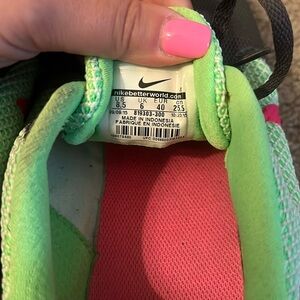 nikebetterworld.com
US UK EUR cm
8.5 6 40 25.5
819303-300
MADE IN INDONESIA
FABRIQUE EN INDONESIE